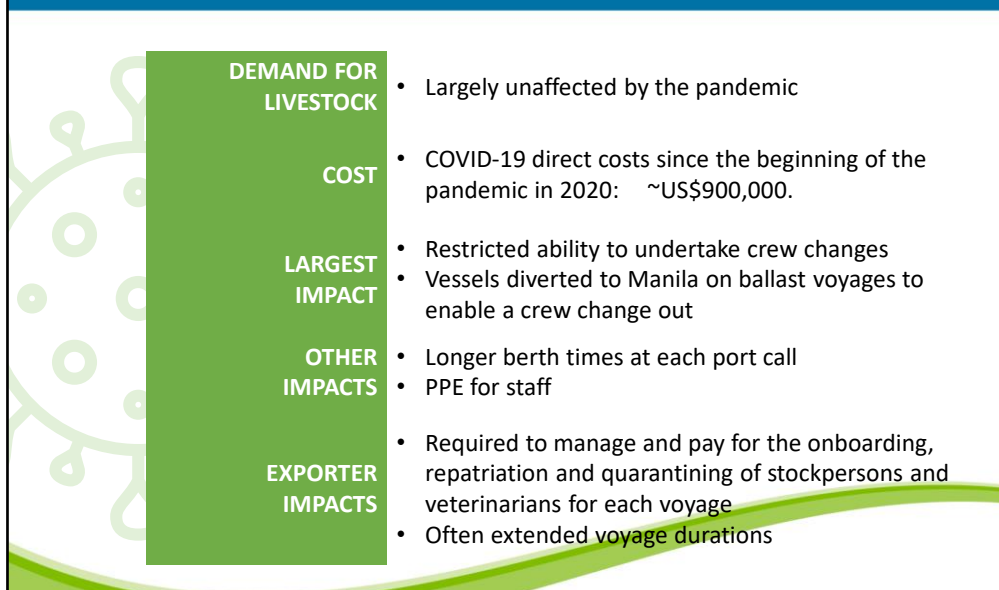 DEMAND FOR
LIVESTOCK
• Largely unaffected by the pandemic
COST
• COVID-19 direct costs since the beginning of the
pandemic in 2020: ~US$900,000.
LARGEST
IMPACT
• Restricted ability to undertake crew changes
• Vessels diverted to Manila on ballast voyages to
enable a crew change out
OTHER
IMPACTS
• Longer berth times at each port call
• PPE for staff
EXPORTER
IMPACTS
• Required to manage and pay for the onboarding,
repatriation and quarantining of stockpersons and
veterinarians for each voyage
• Often extended voyage durations